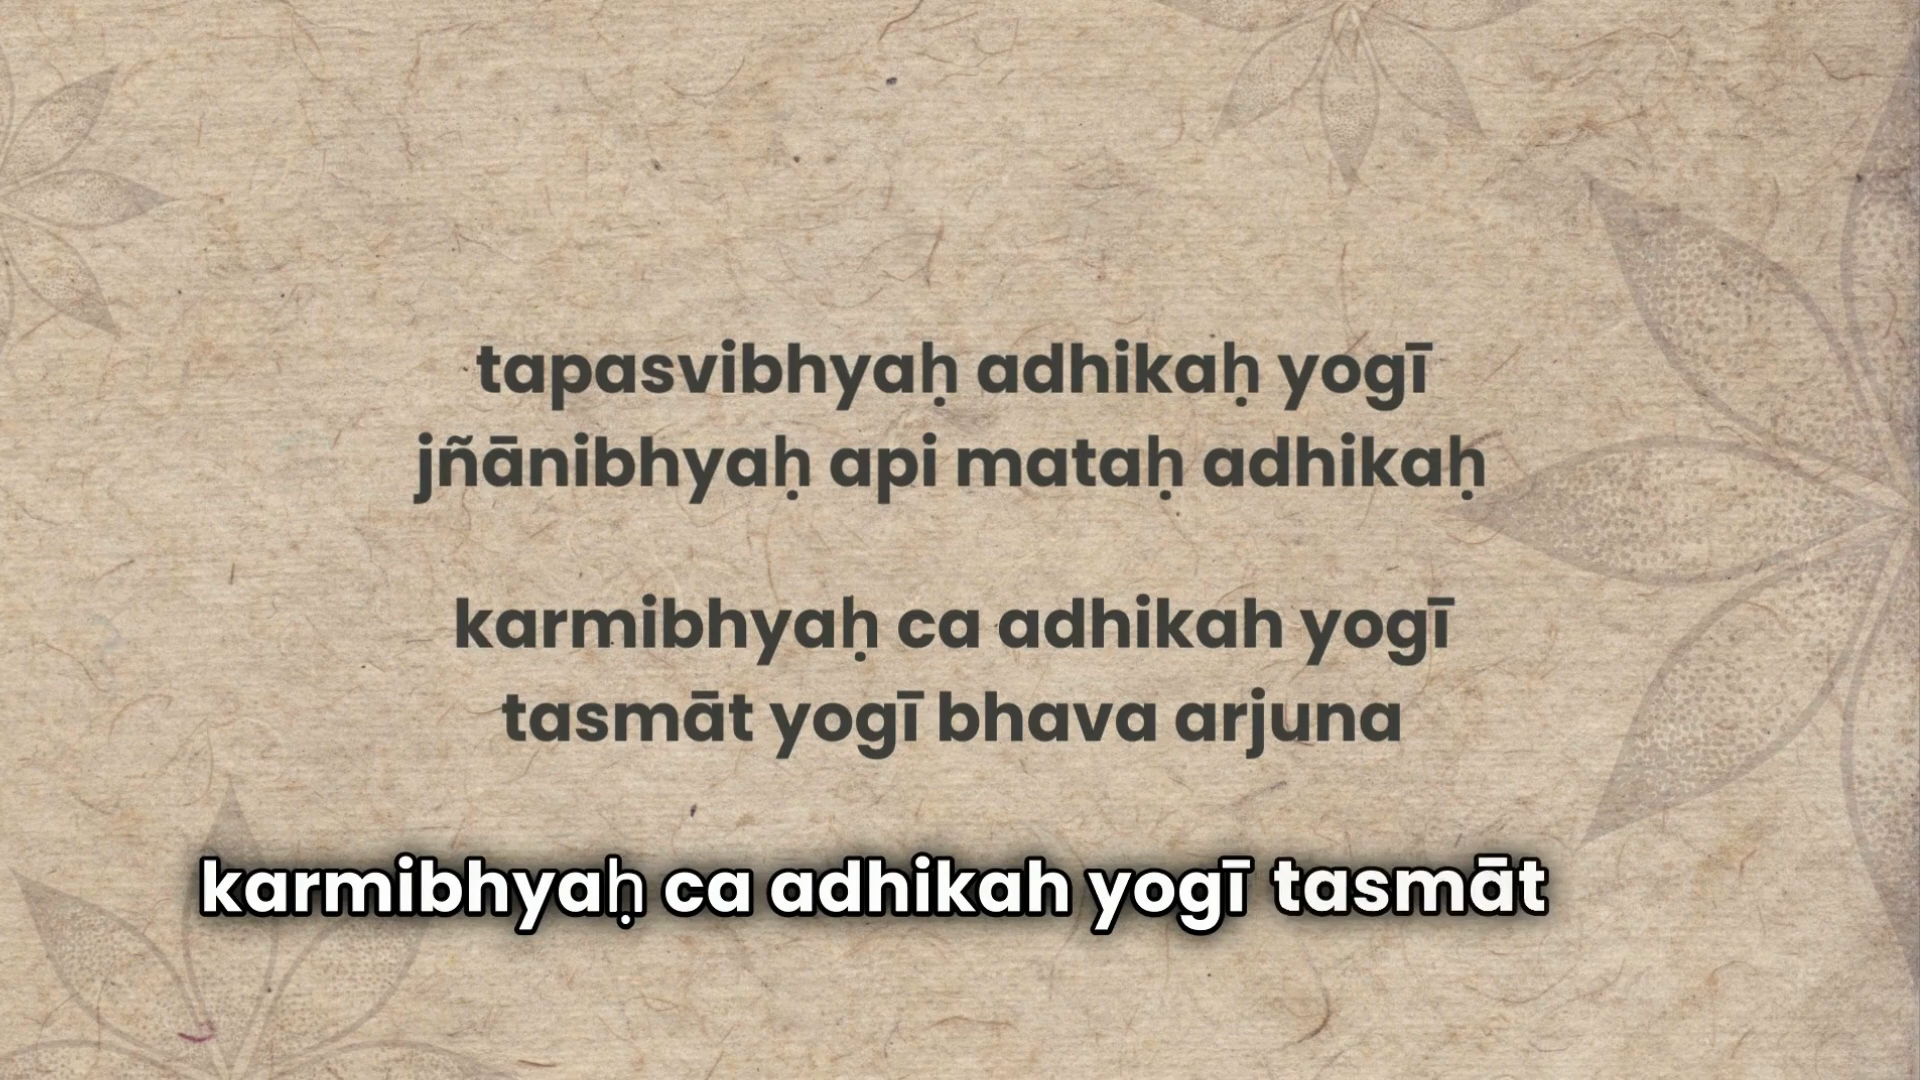 tapasvibhyaḥ adhikaḥ yogī
jñānibhyaḥ api mataḥ adhikaḥ
karmibhyaḥ ca adhikah yogī
tasmāt yogī bhava arjuna
karmibhyaḥ ca adhikah yogī tasmāt